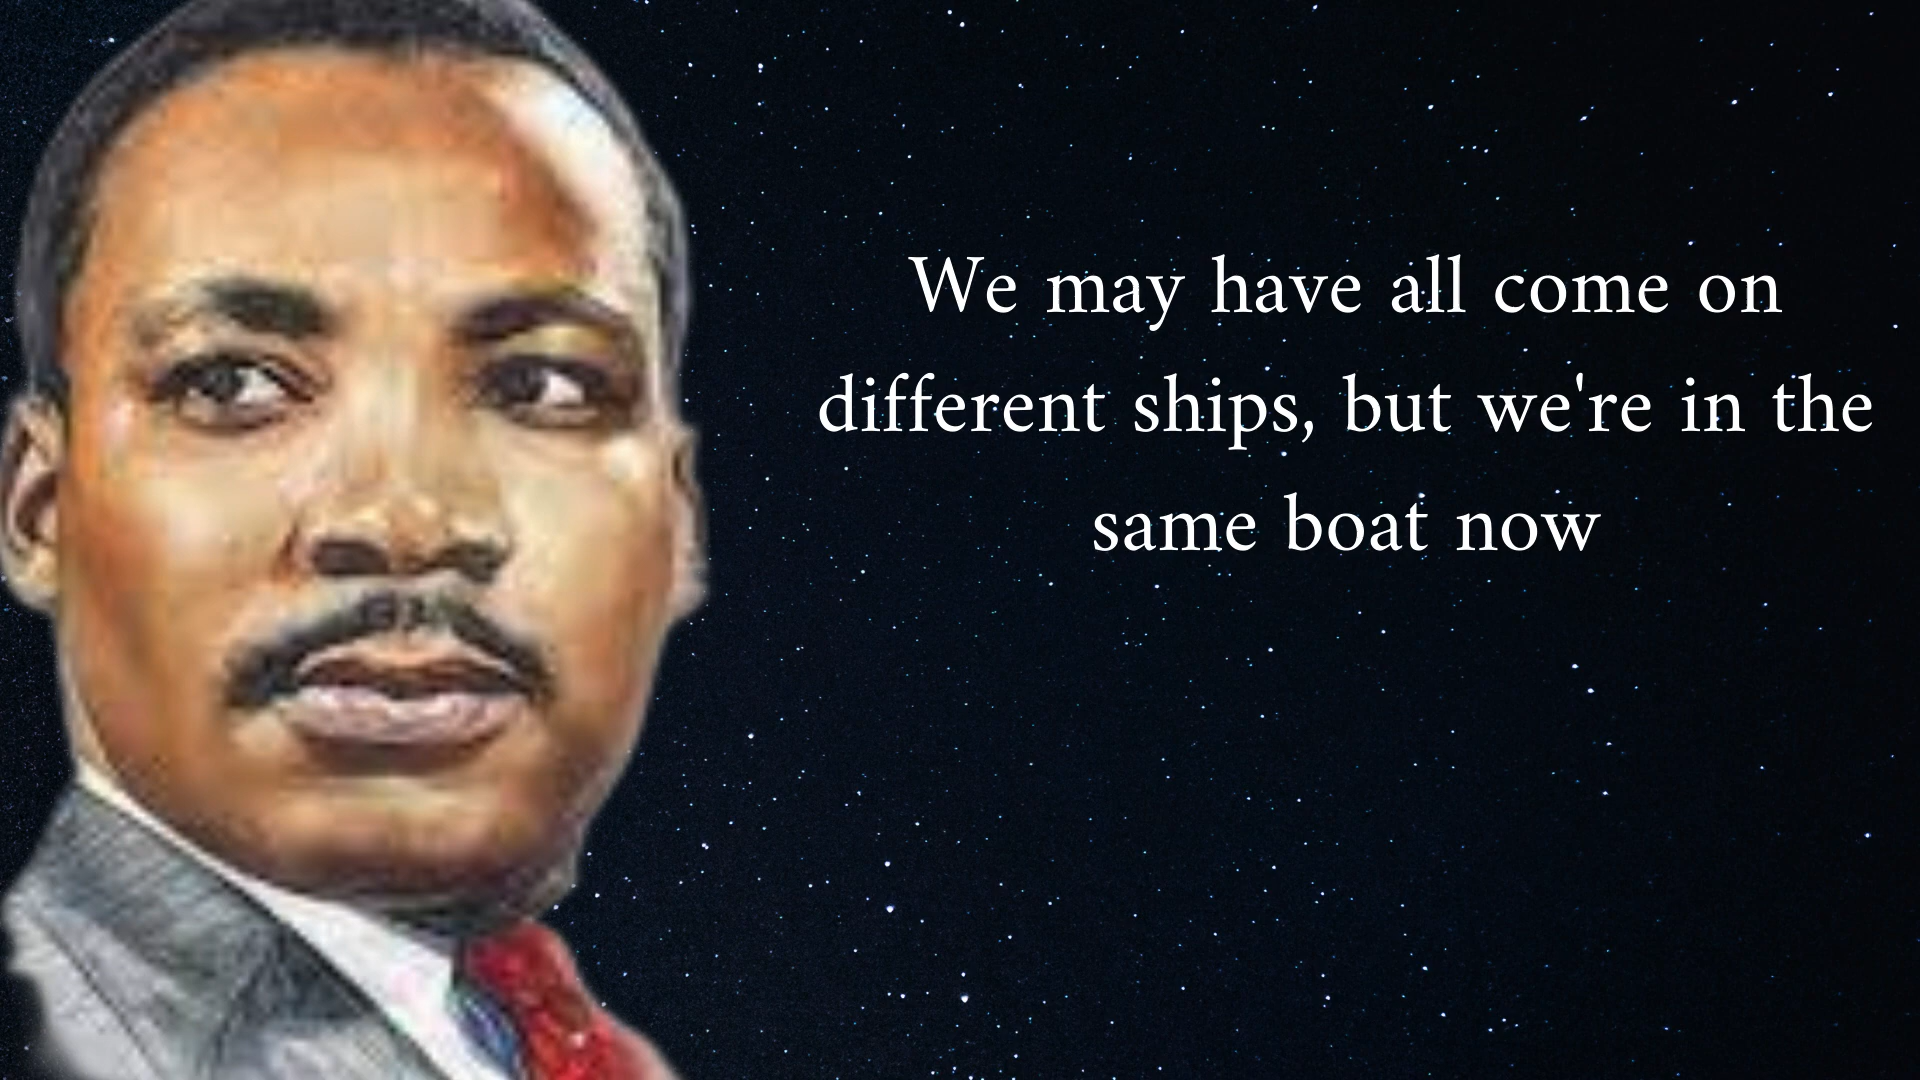 We may have all come on
different ships, but we're in the
same boat now